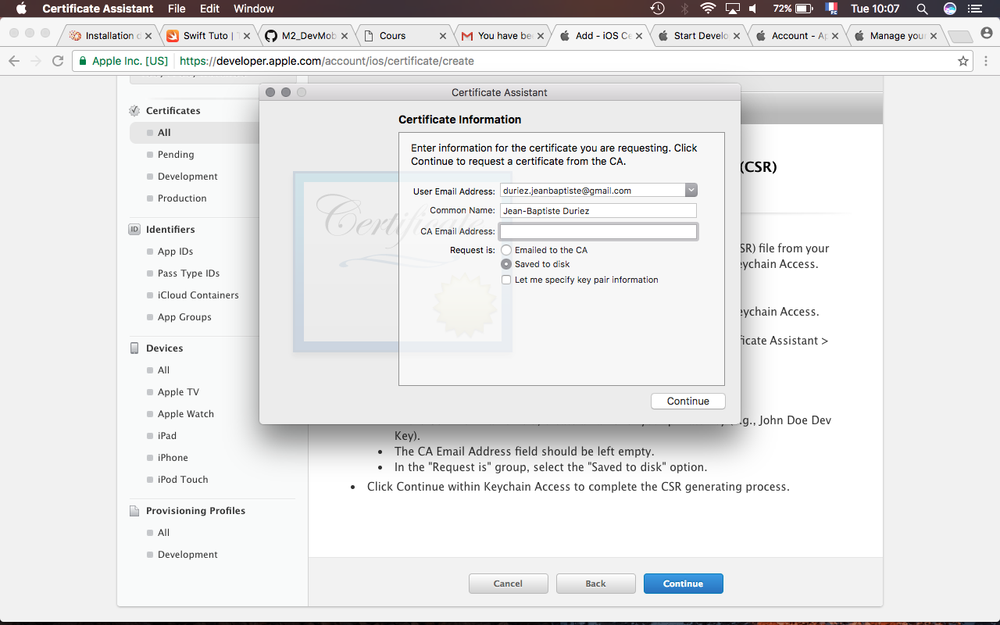 Certificate Assistant File Edit Window 72% Tue 10:07
Installation d Swift Tuto | T M2_DevMob Cours You have be Add - iOS Ce Start Develo Account - Ap Manage your
Apple Inc. [US] https://developer.apple.com/account/ios/certificate/create
Certificates
All
Pending
Development
Production
ID Identifiers
App IDs
Pass Type IDs
iCloud Containers
App Groups
Devices
All
Apple TV
Apple Watch
iPad
iPhone
iPod Touch
Provisioning Profiles
All
Development
Certificate Assistant
Certificate Information
Enter information for the certificate you are requesting. Click
Continue to request a certificate from the CA.
Certificate
User Email Address: duriez.jeanbaptiste@gmail.com
Common Name: Jean-Baptiste Duriez
CA Email Address:
Request is: Emailed to the CA
Saved to disk
Let me specify key pair information
Continue
(CSR)
SR) file from your
eychain Access.
eychain Access.
ficate Assistant >
.g., John Doe Dev
Key).
• The CA Email Address field should be left empty.
• In the "Request is" group, select the "Saved to disk" option.
• Click Continue within Keychain Access to complete the CSR generating process.
Cancel Back Continue